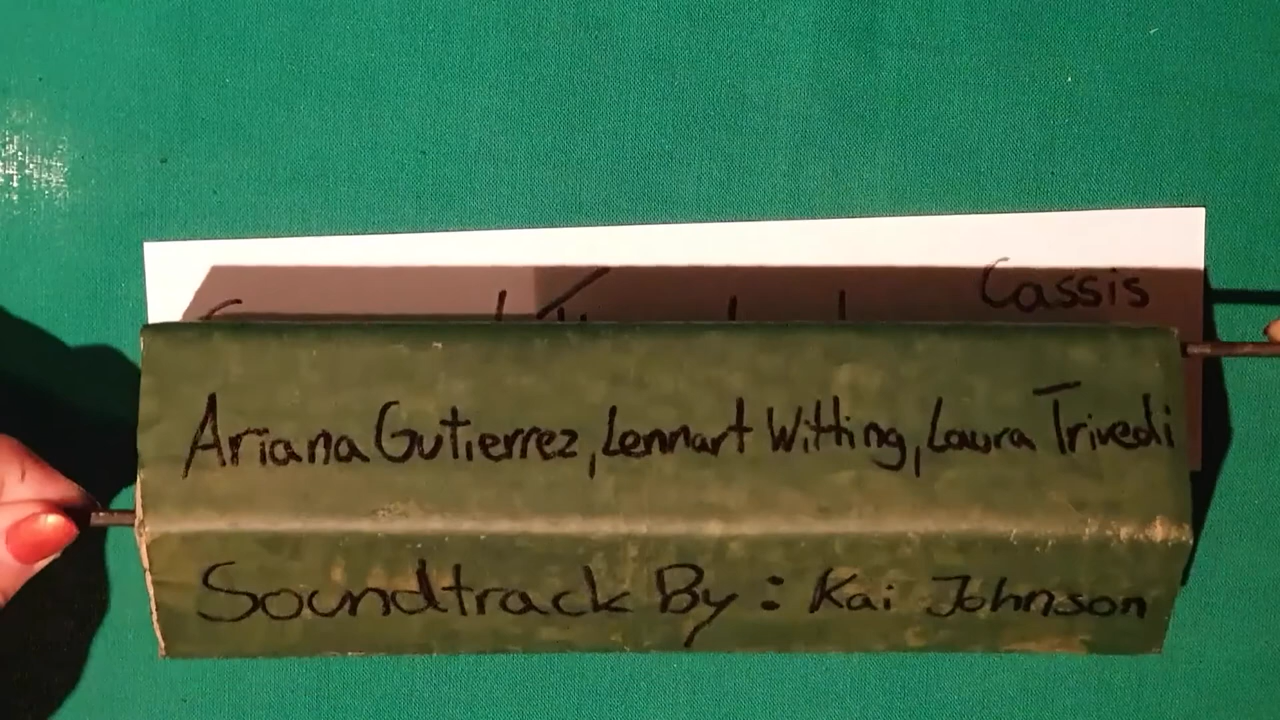 Cassis
Ariana Gutierrez, Lennart Witting, Laura Trivedi
Soundtrack By: Kai Johnson